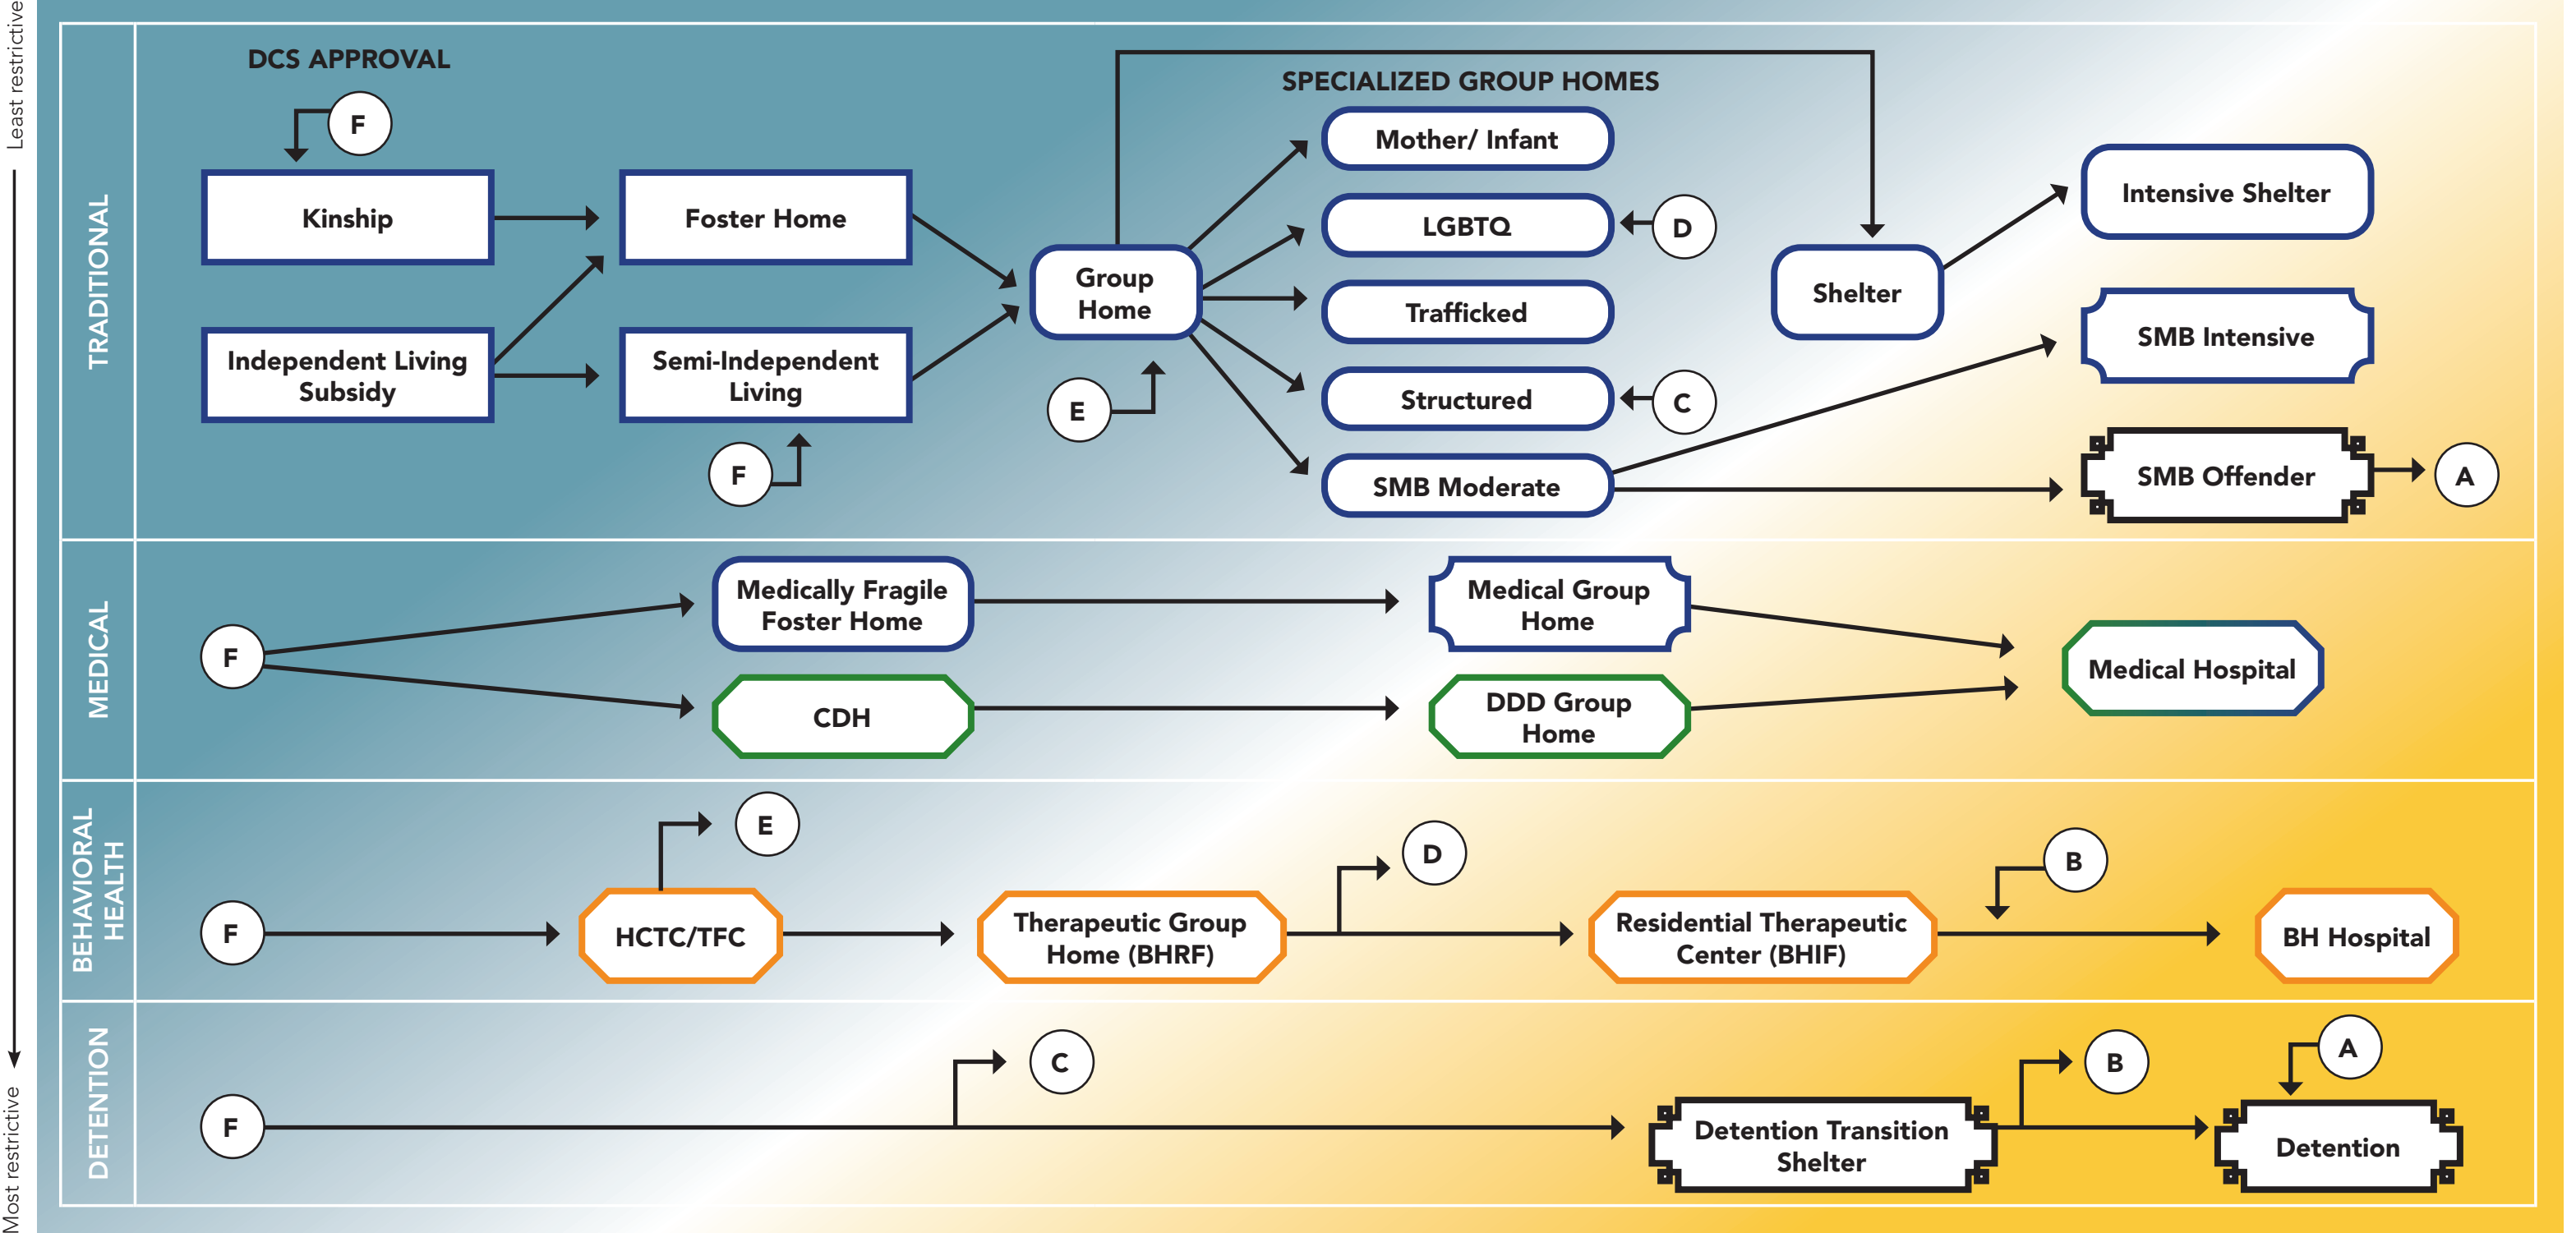 Least restrictive
Most restrictive
TRADITIONAL
DCS APPROVAL
F
Kinship
Foster Home
Independent Living
Subsidy
Semi-Independent
Living
F
Group
Home
E
SPECIALIZED GROUP HOMES
Mother/ Infant
LGBTQ
D
Trafficked
Structured
C
SMB Moderate
Shelter
Intensive Shelter
SMB Intensive
SMB Offender
A
MEDICAL
F
Medically Fragile
Foster Home
Medical Group
Home
CDH
DDD Group
Home
Medical Hospital
BEHAVIORAL
HEALTH
F
E
HCTC/TFC
Therapeutic Group
Home (BHRF)
D
Residential Therapeutic
Center (BHIF)
B
BH Hospital
DETENTION
F
C
Detention Transition
Shelter
B
A
Detention